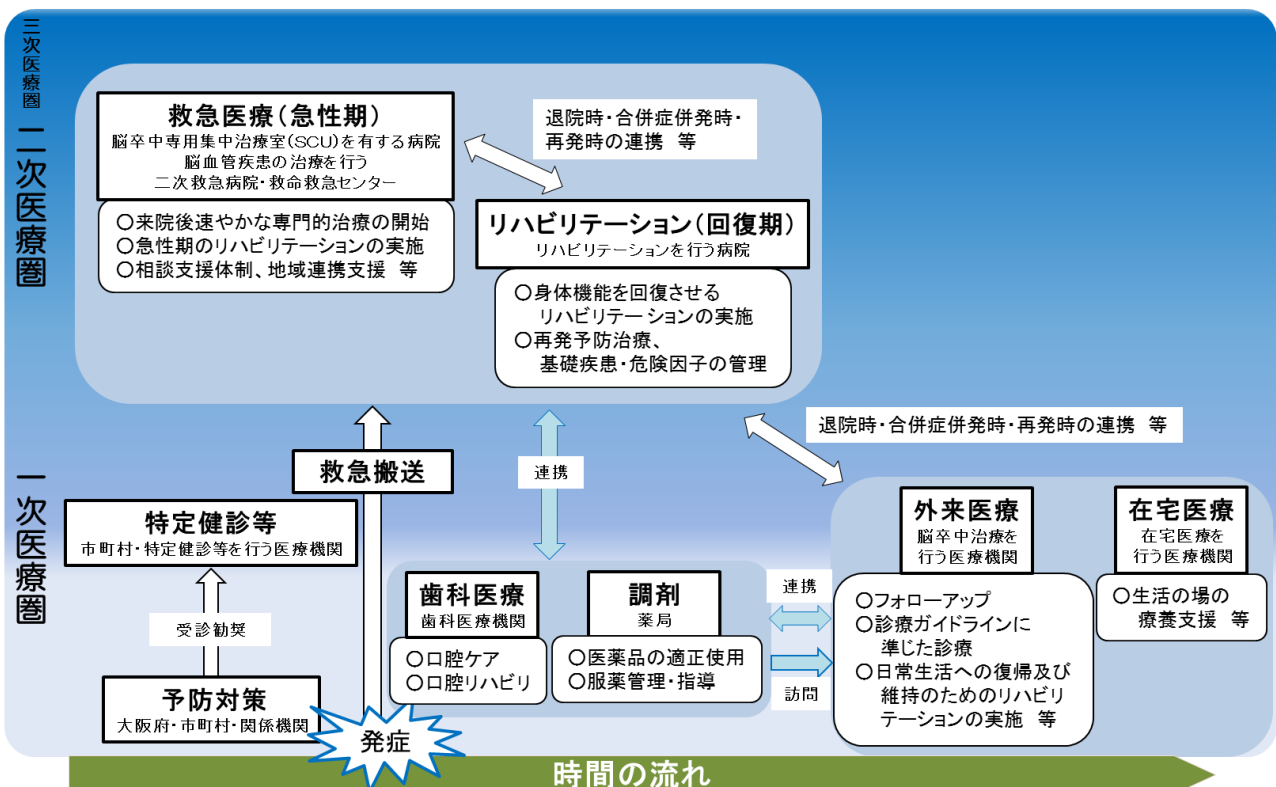 三次医療圏
二次医療圏
救急医療(急性期)
脳卒中専用集中治療室(SCU)を有する病院
脳血管疾患の治療を行う
二次救急病院・救命救急センター
○来院後速やかな専門的治療の開始
○急性期のリハビリテーションの実施
○相談支援体制、地域連携支援 等
退院時・合併症併発時・
再発時の連携 等
リハビリテーション(回復期)
リハビリテーションを行う病院
○身体機能を回復させる
リハビリテーションの実施
○再発予防治療、
基礎疾患・危険因子の管理
退院時・合併症併発時・再発時の連携 等
一次医療圏
救急搬送
連携
特定健診等
市町村・特定健診等を行う医療機関
受診勧奨
予防対策
大阪府・市町村・関係機関
発症
歯科医療
歯科医療機関
○口腔ケア
○口腔リハビリ
調剤
薬局
○医薬品の適正使用
○服薬管理・指導
連携
訪問
外来医療
脳卒中治療を
行う医療機関
○フォローアップ
○診療ガイドラインに
準じた診療
○日常生活への復帰及び
維持のためのリハビリ
テーションの実施 等
在宅医療
在宅医療を
行う医療機関
○生活の場の
療養支援 等
時間の流れ